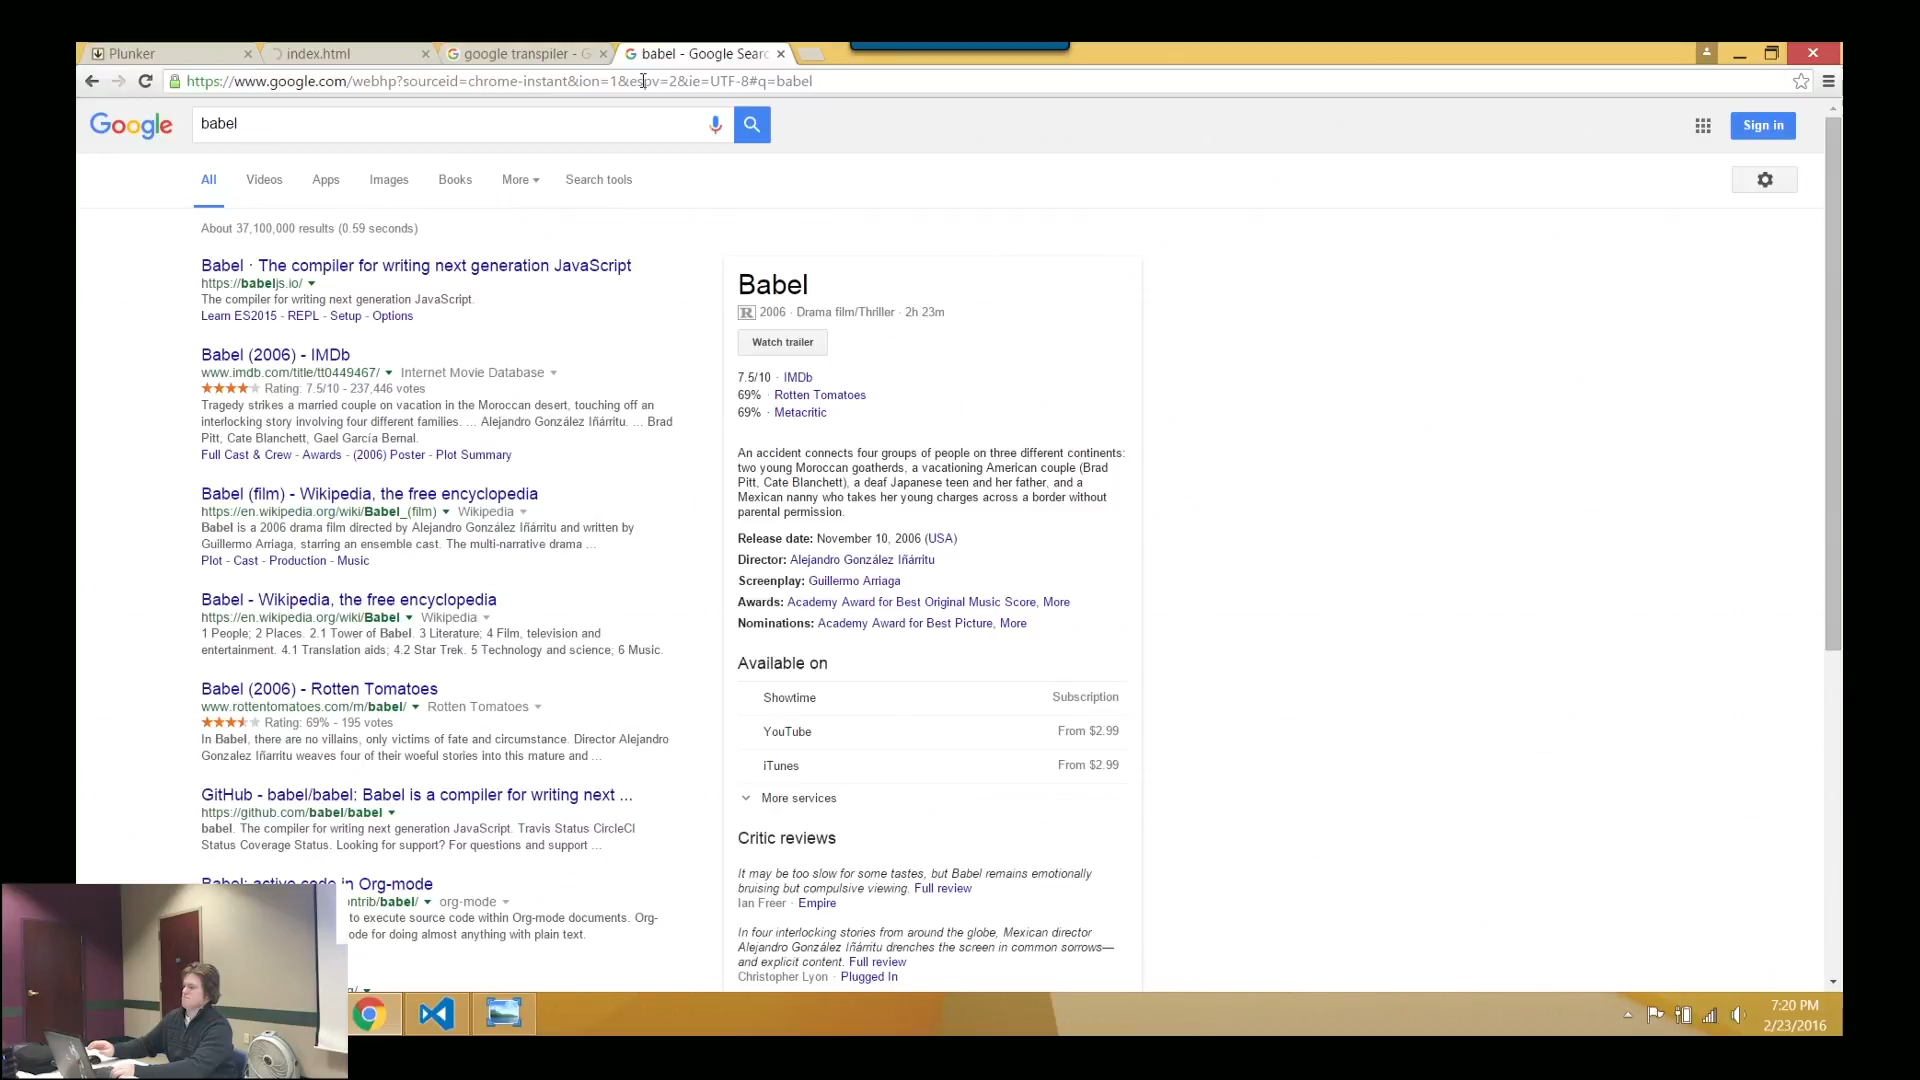 Plunker
index.html
google transpiler - G
babel - Google Searc
https://www.google.com/webhp?sourceid=chrome-instant&ion=1&espv=2&ie=UTF-8#q=babel
Google
babel
Sign in
All
Videos
Apps
Images
Books
More
Search tools
About 37,100,000 results (0.59 seconds)
Babel · The compiler for writing next generation JavaScript
https://babeljs.io/
The compiler for writing next generation JavaScript.
Learn ES2015 - REPL - Setup - Options
Babel (2006) - IMDb
www.imdb.com/title/tt0449467/ Internet Movie Database
Rating: 7.5/10 - 237,446 votes
Tragedy strikes a married couple on vacation in the Moroccan desert, touching off an
interlocking story involving four different families. ... Alejandro González Iñárritu. ... Brad
Pitt, Cate Blanchett, Gael García Bernal.
Full Cast & Crew - Awards - (2006) Poster - Plot Summary
Babel (film) - Wikipedia, the free encyclopedia
https://en.wikipedia.org/wiki/Babel_(film) Wikipedia
Babel is a 2006 drama film directed by Alejandro González Iñárritu and written by
Guillermo Arriaga, starring an ensemble cast. The multi-narrative drama ...
Plot - Cast - Production - Music
Babel - Wikipedia, the free encyclopedia
https://en.wikipedia.org/wiki/Babel Wikipedia
1 People; 2 Places. 2.1 Tower of Babel. 3 Literature; 4 Film, television and
entertainment. 4.1 Translation aids; 4.2 Star Trek. 5 Technology and science; 6 Music.
Babel (2006) - Rotten Tomatoes
www.rottentomatoes.com/m/babel/ Rotten Tomatoes
Rating: 69% - 195 votes
In Babel, there are no villains, only victims of fate and circumstance. Director Alejandro
Gonzalez Iñarritu weaves four of their woeful stories into this mature and ...
GitHub - babel/babel: Babel is a compiler for writing next ...
https://github.com/babel/babel
babel. The compiler for writing next generation JavaScript. Travis Status CircleCI
Status Coverage Status. Looking for support? For questions and support ...
Babel: active code in Org-mode
ontrib/babel/ org-mode
to execute source code within Org-mode documents. Org-
ode for doing almost anything with plain text.
Babel
R 2006 · Drama film/Thriller · 2h 23m
Watch trailer
7.5/10 · IMDb
69% · Rotten Tomatoes
69% · Metacritic
An accident connects four groups of people on three different continents:
two young Moroccan goatherds, a vacationing American couple (Brad
Pitt, Cate Blanchett), a deaf Japanese teen and her father, and a
Mexican nanny who takes her young charges across a border without
parental permission.
Release date: November 10, 2006 (USA)
Director: Alejandro González Iñárritu
Screenplay: Guillermo Arriaga
Awards: Academy Award for Best Original Music Score, More
Nominations: Academy Award for Best Picture, More
Available on
Showtime Subscription
YouTube From $2.99
iTunes From $2.99
More services
Critic reviews
It may be too slow for some tastes, but Babel remains emotionally
bruising but compulsive viewing. Full review
Ian Freer · Empire
In four interlocking stories from around the globe, Mexican director
Alejandro González Iñárritu drenches the screen in common sorrows—
and explicit content. Full review
Christopher Lyon · Plugged In
7:20 PM
2/23/2016